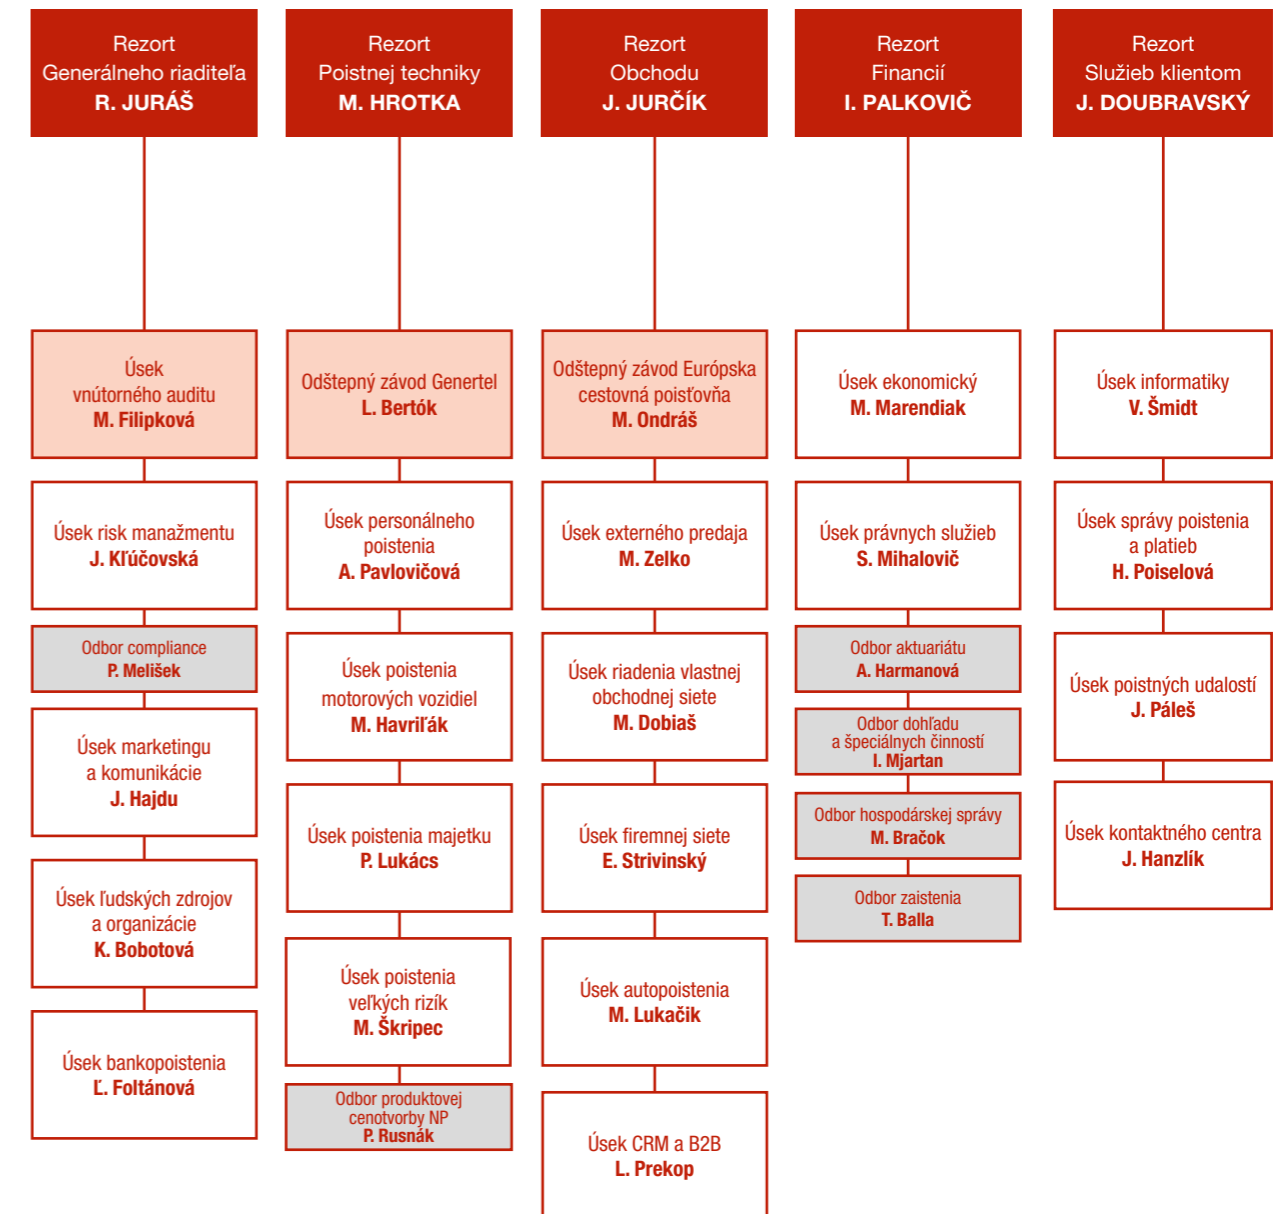 Rezort
Generálneho riaditeľa
R. JURÁŠ
Úsek
vnútorného auditu
M. Filipková
Úsek risk manažmentu
J. Kľúčovská
Odbor compliance
P. Melišek
Úsek marketingu
a komunikácie
J. Hajdu
Úsek ľudských zdrojov
a organizácie
K. Bobotová
Úsek bankopoistenia
Ľ. Foltánová
Rezort
Poistnej techniky
M. HROTKA
Odštepný závod Genertel
L. Bertók
Úsek personálneho
poistenia
A. Pavlovičová
Úsek poistenia
motorových vozidiel
M. Havriľák
Úsek poistenia majetku
P. Lukács
Úsek poistenia
veľkých rizík
M. Škripec
Odbor produktovej
cenotvorby NP
P. Rusnák
Rezort
Obchodu
J. JURČÍK
Odštepný závod Európska
cestovná poisťovňa
M. Ondráš
Úsek externého predaja
M. Zelko
Úsek riadenia vlastnej
obchodnej siete
M. Dobiaš
Úsek firemnej siete
E. Strivinský
Úsek autopoistenia
M. Lukačik
Úsek CRM a B2B
L. Prekop
Rezort
Financií
I. PALKOVIČ
Úsek ekonomický
M. Marendiak
Úsek právnych služieb
S. Mihalovič
Odbor aktuariátu
A. Harmanová
Odbor dohľadu
a špeciálnych činností
I. Mjartan
Odbor hospodárskej správy
M. Bračok
Odbor zaistenia
T. Balla
Rezort
Služieb klientom
J. DOUBRAVSKÝ
Úsek informatiky
V. Šmidt
Úsek správy poistenia
a platieb
H. Poiselová
Úsek poistných udalostí
J. Páleš
Úsek kontaktného centra
J. Hanzlík